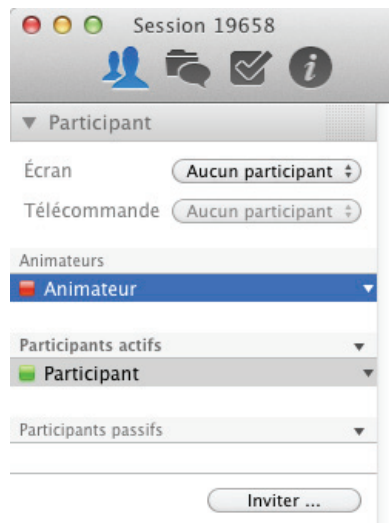 Session 19658
Participant
Écran Aucun participant
Télécommande Aucun participant
Animateurs
Animateur
Participants actifs
Participant
Participants passifs
Inviter ...